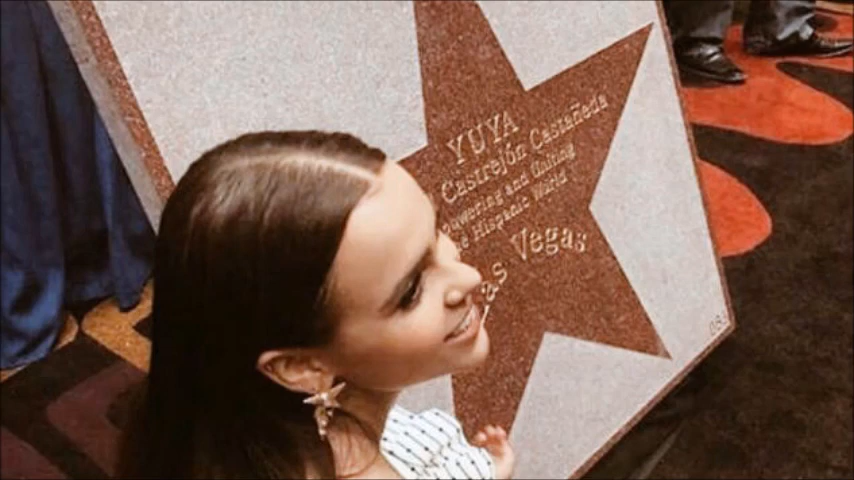 YUYA
Castrejón Castañeda
and Uniting
Hispanic World
Vegas